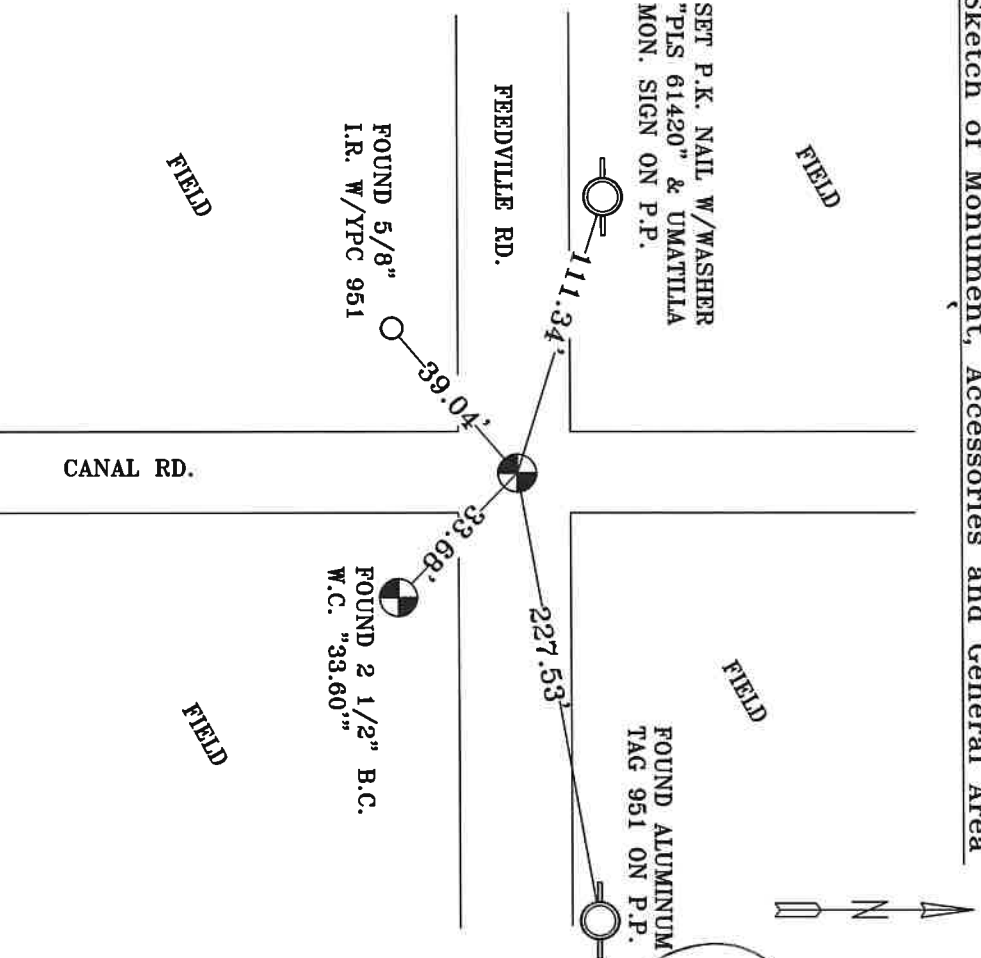 Sketch of Monument, Accessories and General Area
FIELD
SET P.K. NAIL W/WASHER
"PLS 61420" & UMATILLA
MON. SIGN ON P.P.
FIELD
FOUND ALUMINUM
TAG 951 ON P.P.
N
111.34'
227.53'
FEEDVILLE RD.
FOUND 5/8"
I.R. W/YPC 951
39.04'
33.68'
FOUND 2 1/2" B.C.
W.C. "33.60'"
FIELD
CANAL RD.
FIELD